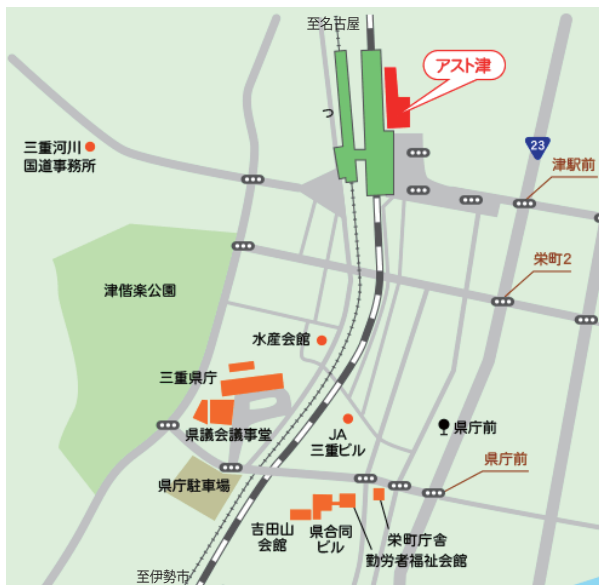 至名古屋
アスト津
つ
23
三重河川
国道事務所
津駅前
栄町2
津偕楽公園
水産会館
三重県庁
県議会議事堂
JA
三重ビル
県庁前
県庁前
県庁駐車場
吉田山
会館
県合同
ビル
栄町庁舎
勤労者福祉会館
至伊勢市